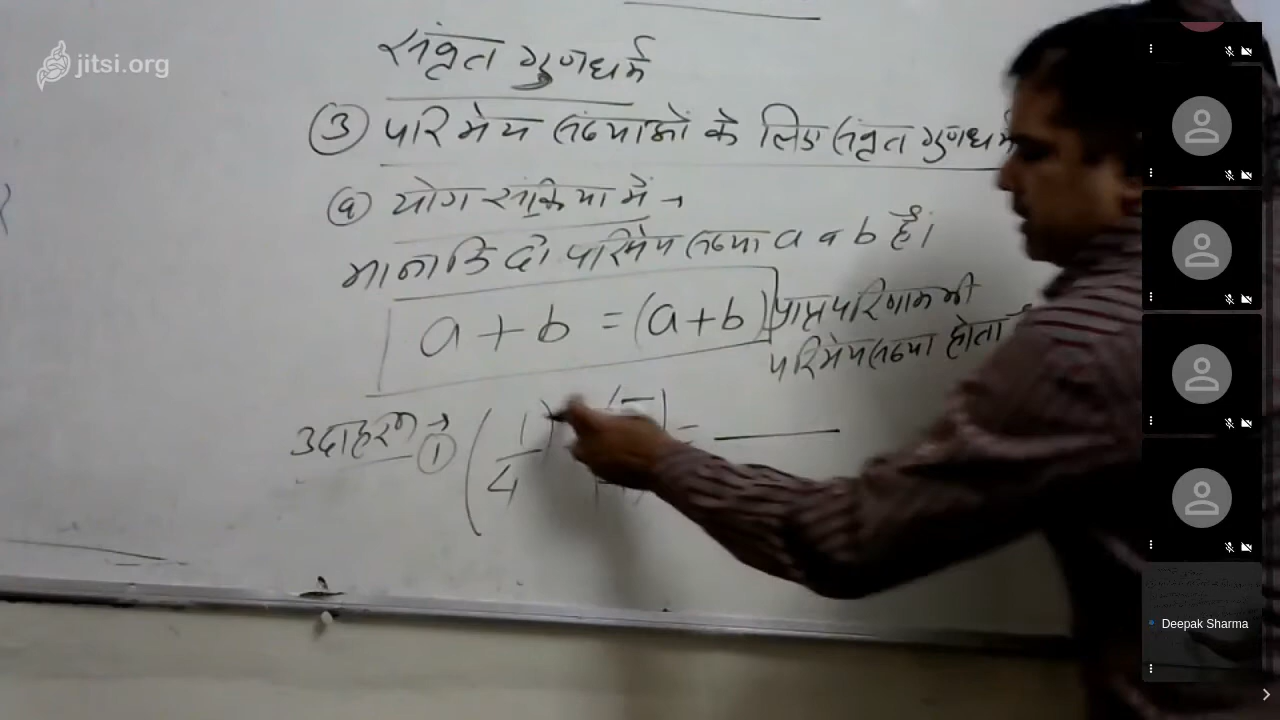 jitsi.org
संवृत गुणधर्म
③ परिमेय संख्याओं के लिए संवृत गुणधर्म
ⓐ योग संक्रिया में →
माना कि दो परिमेय संख्या a व b हैं।
a + b = (a+b) प्राप्त परिणाम भी
परिमेय संख्या होता
उदाहरण → ① (1/4)
=
Deepak Sharma